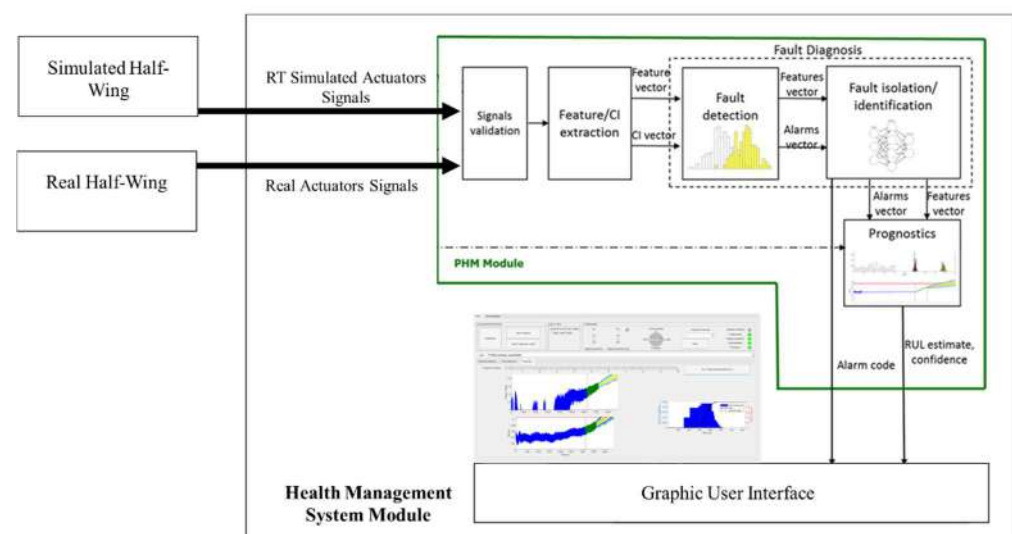 Simulated Half-
Wing
Real Half-Wing
RT Simulated Actuators
Signals
Real Actuators Signals
Signals
validation
Feature/CI
extraction
Feature
vector
CI vector
Fault Diagnosis
Fault
detection
Features
vector
Alarms
vector
Fault isolation/
identification
Alarms
vector
Features
vector
Prognostics
PHM Module
Alarm code
RUL estimate,
confidence
Health Management
System Module
Graphic User Interface